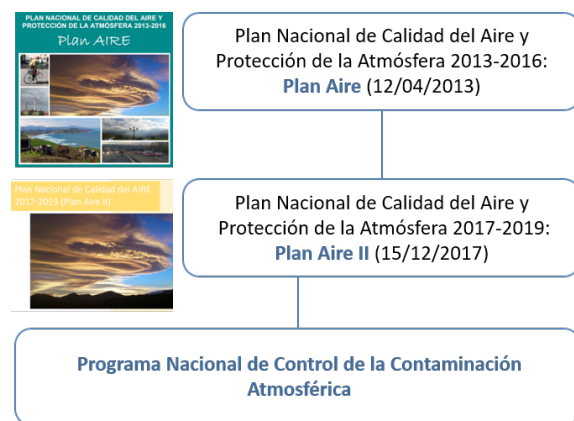 PLAN NACIONAL DE CALIDAD DEL AIRE Y
PROTECCIÓN DE LA ATMÓSFERA 2013-2016
Plan AIRE
Plan Nacional de Calidad del Aire y
Protección de la Atmósfera 2013-2016:
Plan Aire (12/04/2013)
Plan Nacional de Calidad del AIRE
2017-2019 (Plan Aire II)
Plan Nacional de Calidad del Aire y
Protección de la Atmósfera 2017-2019:
Plan Aire II (15/12/2017)
Programa Nacional de Control de la Contaminación
Atmosférica